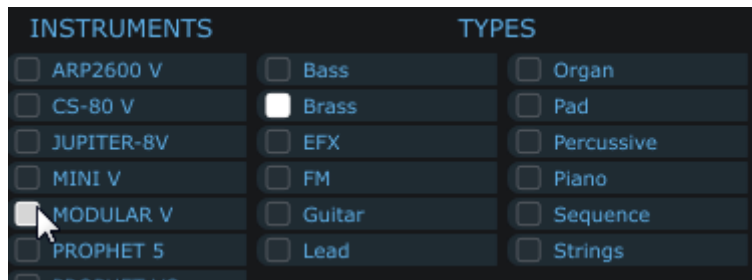 INSTRUMENTS TYPES
ARP2600 V Bass Organ
CS-80 V Brass Pad
JUPITER-8V EFX Percussive
MINI V FM Piano
MODULAR V Guitar Sequence
PROPHET 5 Lead Strings